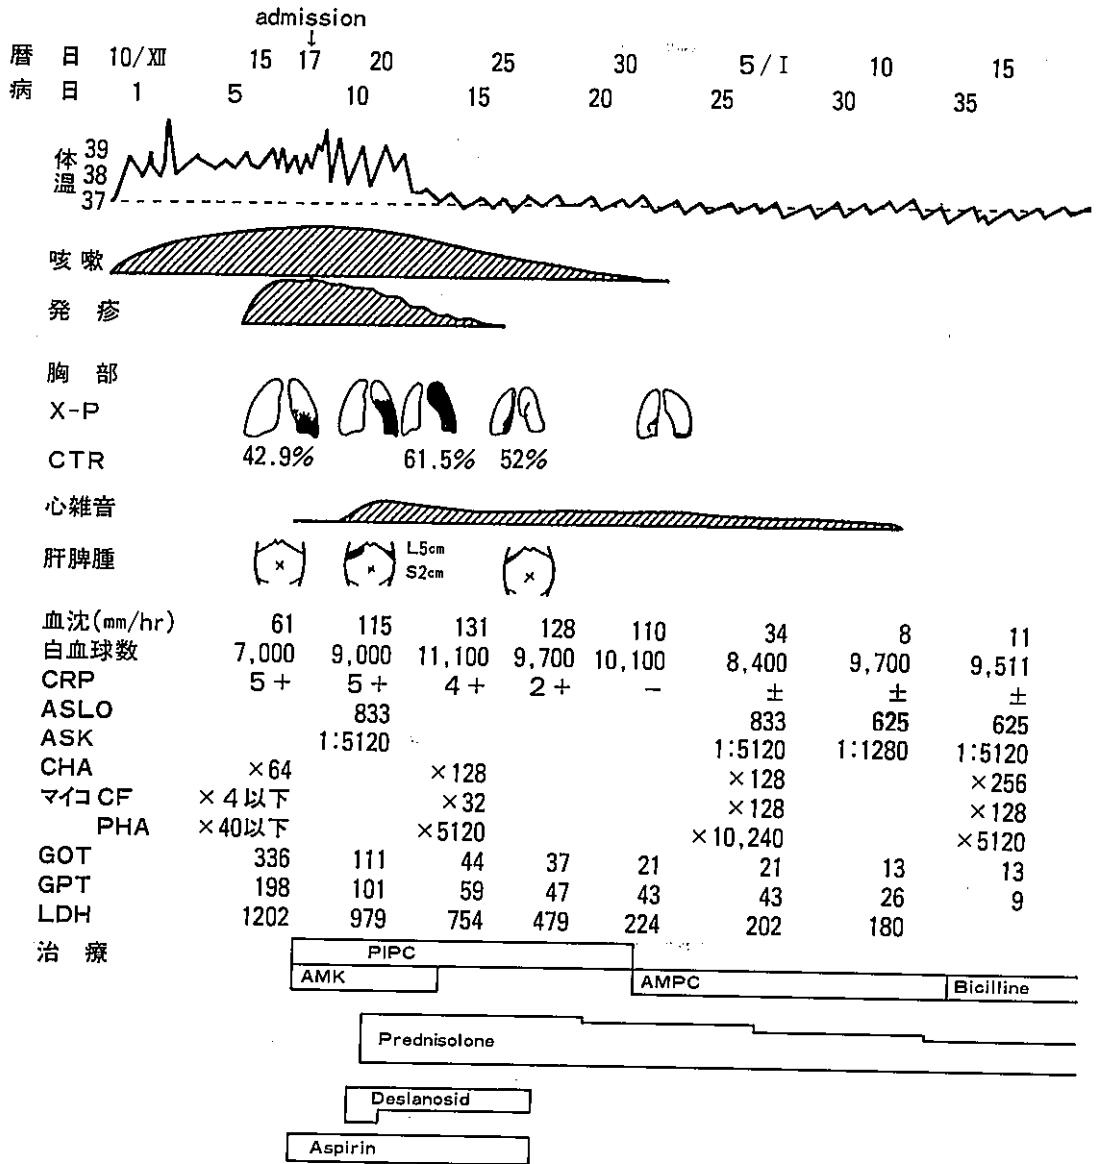 admission
↓
暦 日 10/Ⅻ 15 17 20 25 30 5/Ⅰ 10 15
病 日 1 5 10 15 20 25 30 35
体温 39 38 37
咳嗽
発 疹
胸 部
X-P
CTR 42.9% 61.5% 52%
心雑音
肝脾腫 L5cm
S2cm
血沈(mm/hr) 61 115 131 128 110 34 8 11
白血球数 7,000 9,000 11,100 9,700 10,100 8,400 9,700 9,511
CRP 5+ 5+ 4+ 2+ − ± ± ±
ASLO 833 833 625 625
ASK 1:5120 1:5120 1:1280 1:5120
CHA ×64 ×128 ×128 ×256
マイコ CF ×4以下 ×32 ×128 ×128
PHA ×40以下 ×5120 ×10,240 ×5120
GOT 336 111 44 37 21 21 13 13
GPT 198 101 59 47 43 43 26 9
LDH 1202 979 754 479 224 202 180
治 療
PIPC
AMK AMPC Bicilline
Prednisolone
Deslanosid
Aspirin